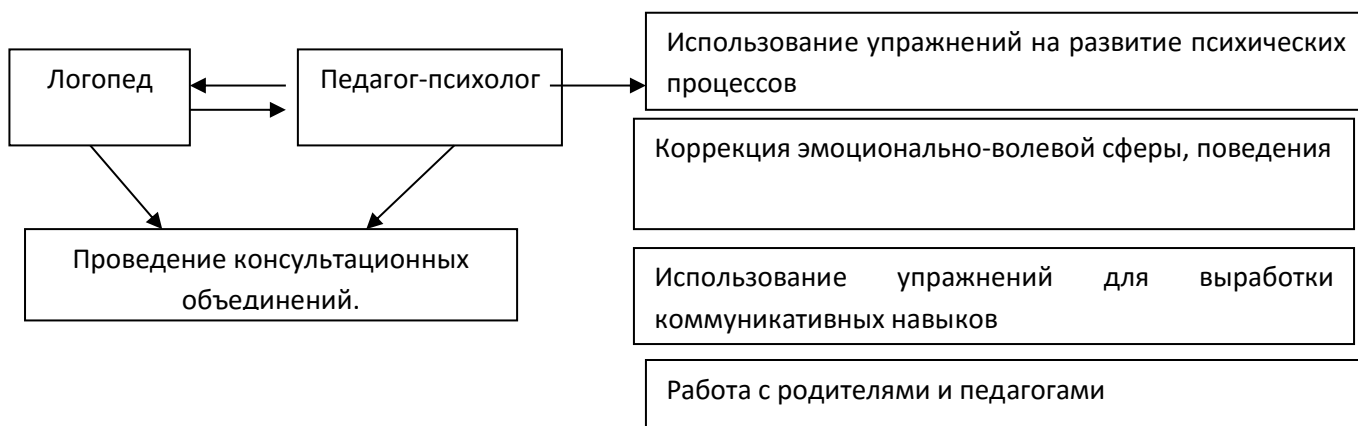 Логопед
Педагог-психолог
Использование упражнений на развитие психических
процессов
Коррекция эмоционально-волевой сферы, поведения
Проведение консультационных
объединений.
Использование упражнений для выработки
коммуникативных навыков
Работа с родителями и педагогами